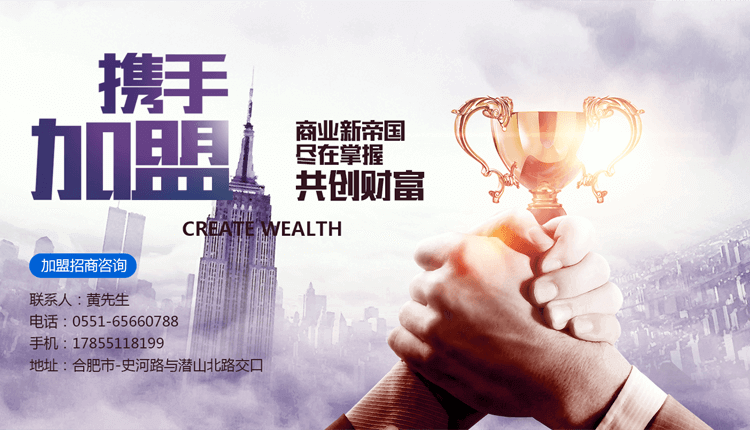 携手
加盟
商业新帝国
尽在掌握
共创财富
CREATE WEALTH
加盟招商咨询
联系人：黄先生
电话：0551-65660788
手机：17855118199
地址：合肥市-史河路与潜山北路交口